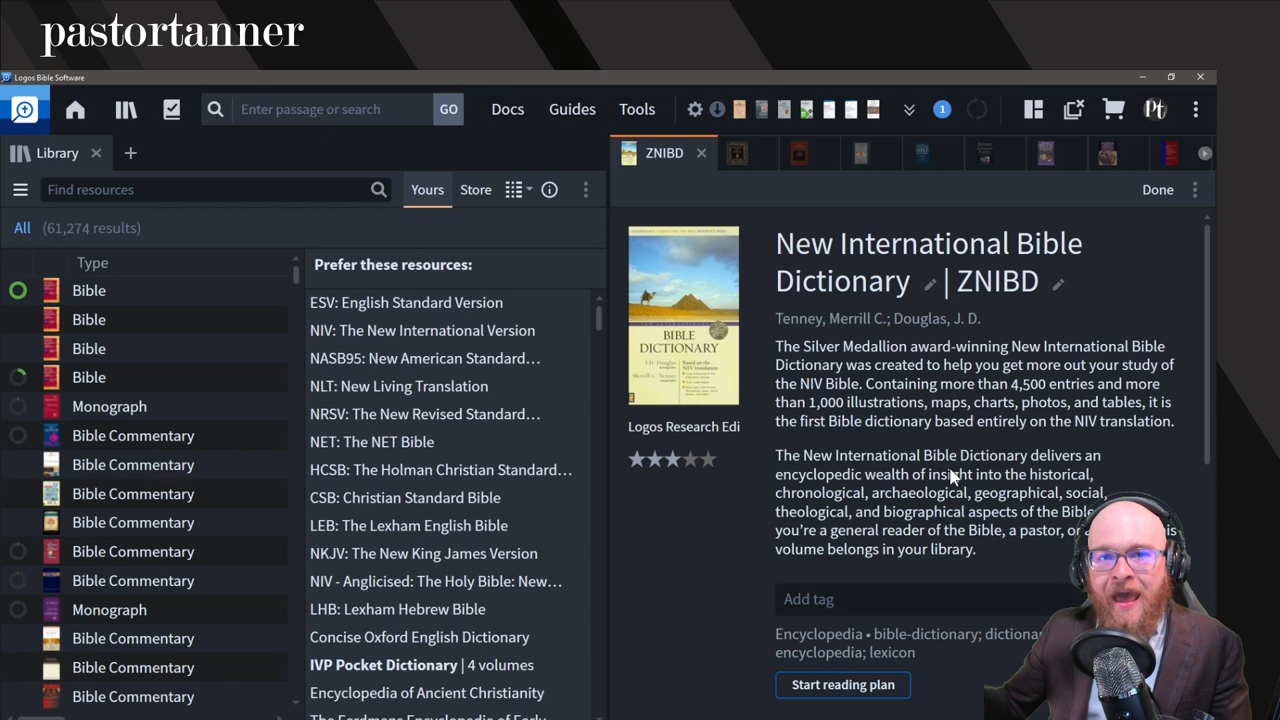 pastortanner
Logos Bible Software
Enter passage or search
GO
Docs
Guides
Tools
1
Pt
Library
ZNIBD
Find resources
Yours
Store
Done
All (61,274 results)
Type
Bible
Bible
Bible
Bible
Monograph
Bible Commentary
Bible Commentary
Bible Commentary
Bible Commentary
Bible Commentary
Bible Commentary
Monograph
Bible Commentary
Bible Commentary
Bible Commentary
Prefer these resources:
ESV: English Standard Version
NIV: The New International Version
NASB95: New American Standard…
NLT: New Living Translation
NRSV: The New Revised Standard…
NET: The NET Bible
HCSB: The Holman Christian Standard…
CSB: Christian Standard Bible
LEB: The Lexham English Bible
NKJV: The New King James Version
NIV - Anglicised: The Holy Bible: New…
LHB: Lexham Hebrew Bible
Concise Oxford English Dictionary
IVP Pocket Dictionary | 4 volumes
Encyclopedia of Ancient Christianity
BIBLE
DICTIONARY
J.D. Douglas
Merrill C. Tenney
Based on the
NIV translation
Logos Research Edi
New International Bible
Dictionary | ZNIBD
Tenney, Merrill C.; Douglas, J. D.
The Silver Medallion award-winning New International Bible
Dictionary was created to help you get more out your study of
the NIV Bible. Containing more than 4,500 entries and more
than 1,000 illustrations, maps, charts, photos, and tables, it is
the first Bible dictionary based entirely on the NIV translation.
The New International Bible Dictionary delivers an
encyclopedic wealth of insight into the historical,
chronological, archaeological, geographical, social,
theological, and biographical aspects of the Bible
you're a general reader of the Bible, a pastor, or
volume belongs in your library.
Add tag
Encyclopedia • bible-dictionary; dictionar
encyclopedia; lexicon
Start reading plan